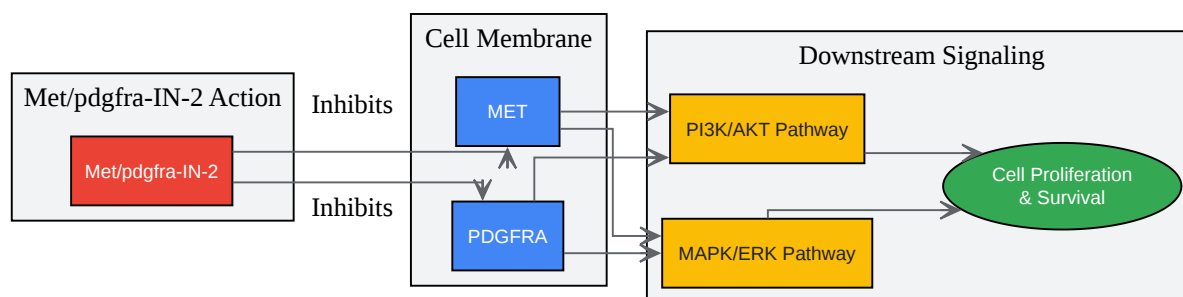 Met/pdgfra-IN-2 Action
Met/pdgfra-IN-2
Inhibits
Inhibits
Cell Membrane
MET
PDGFRA
Downstream Signaling
PI3K/AKT Pathway
MAPK/ERK Pathway
Cell Proliferation
& Survival